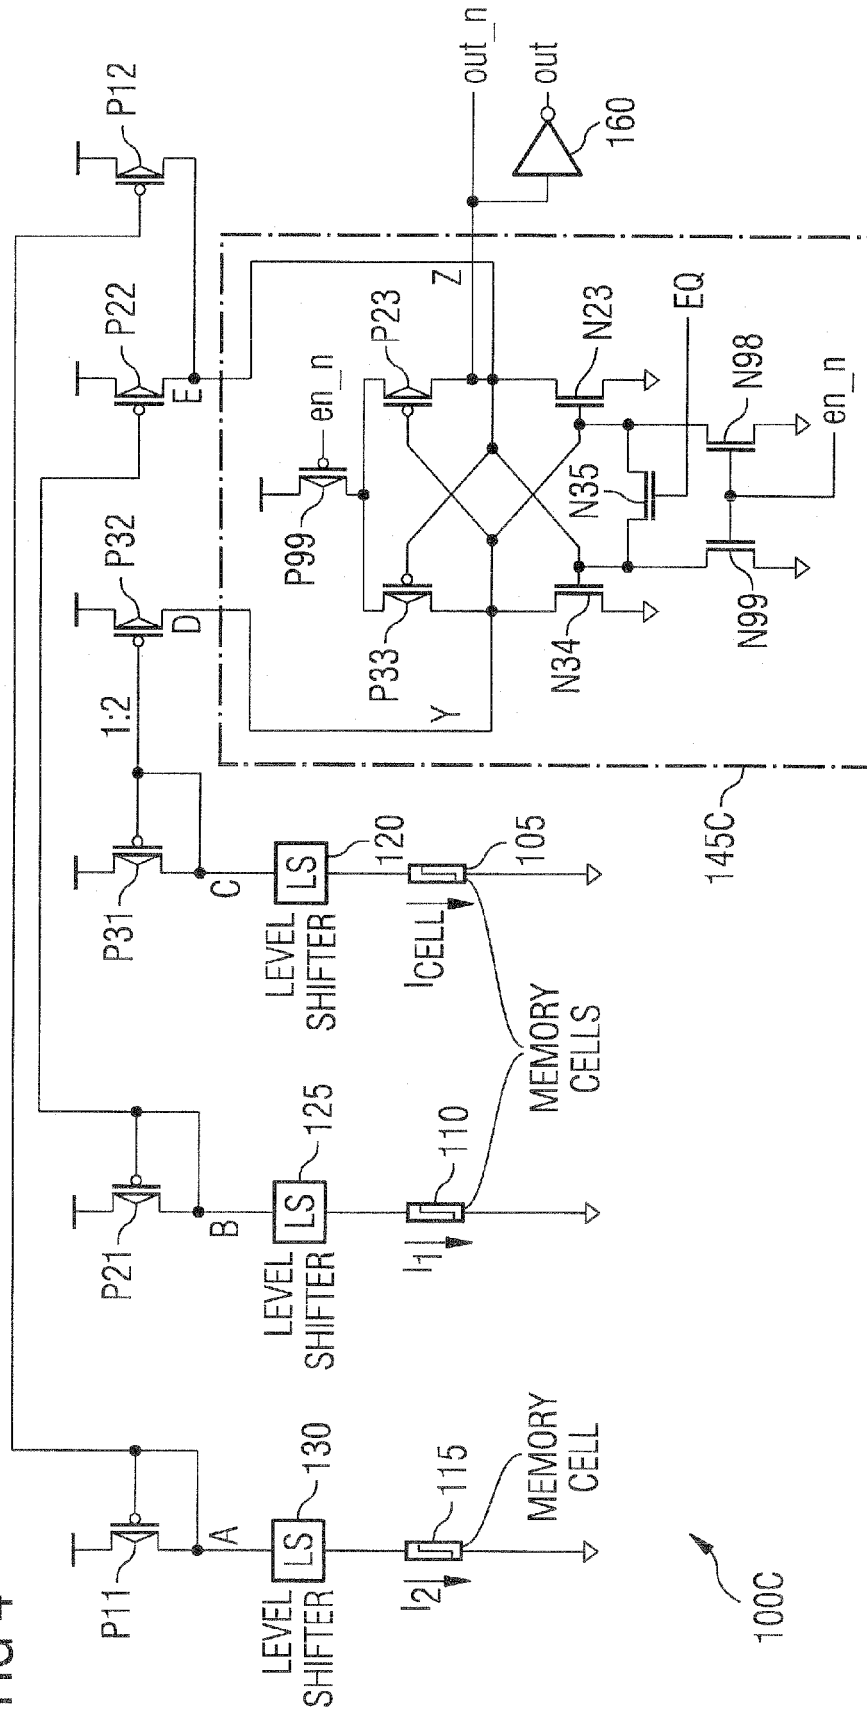 P11
A
LEVEL
SHIFTER
LS
130
I2
115
MEMORY
CELL
P21
B
LEVEL
SHIFTER
LS
125
I1
110
MEMORY
CELLS
P31
1:2
C
LEVEL
SHIFTER
LS
120
ICELL
105
P32
D
P22
E
P12
145C
Y
Z
P99
en_n
P33
P23
N34
N23
N35
EQ
N99
N98
en_n
out_n
out
160
100C